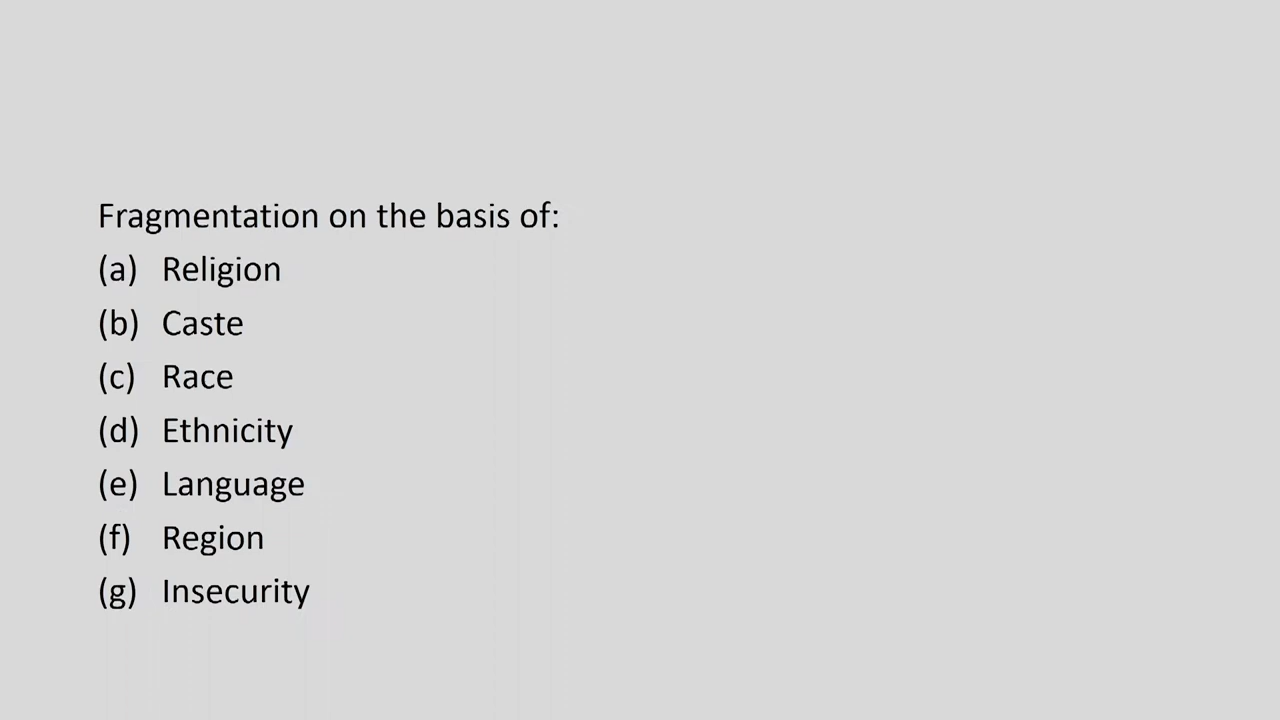 Fragmentation on the basis of:
(a) Religion
(b) Caste
(c) Race
(d) Ethnicity
(e) Language
(f) Region
(g) Insecurity